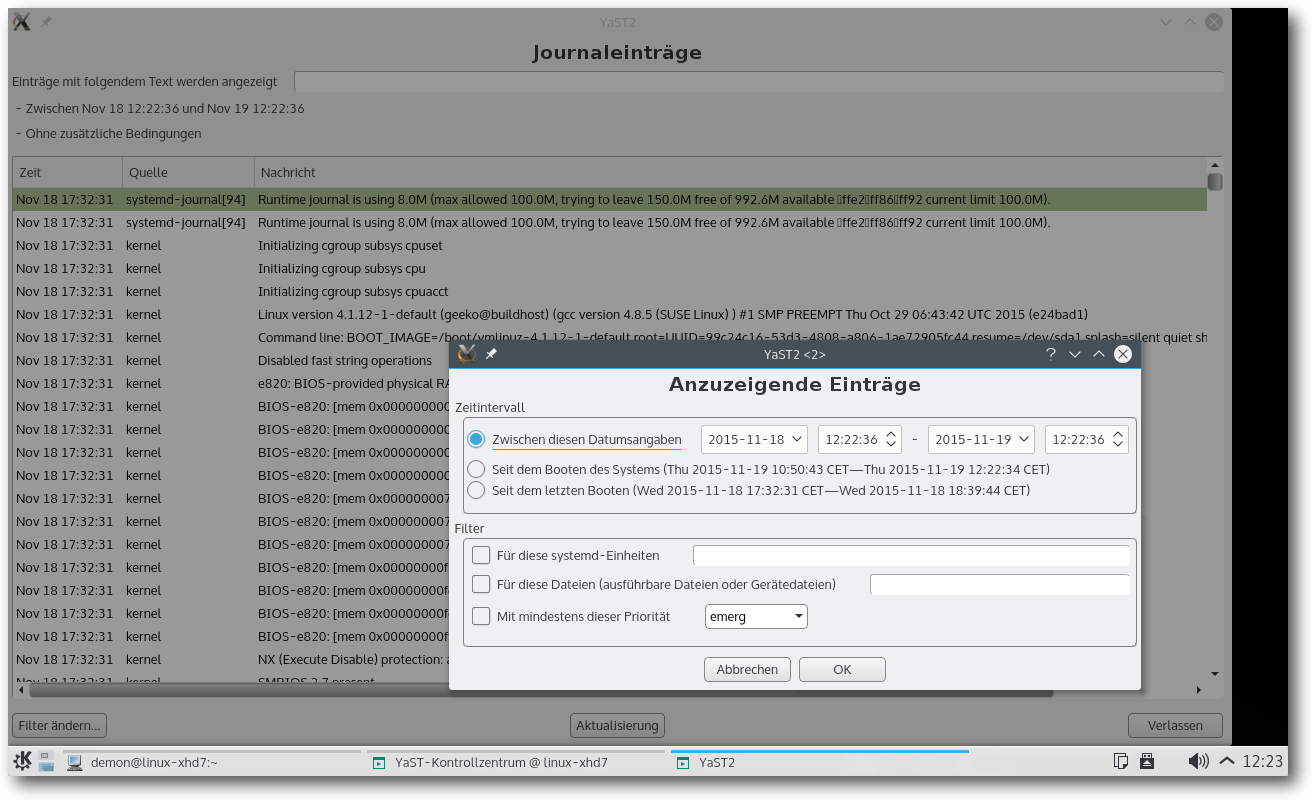 YaST2
Journaleinträge
Einträge mit folgendem Text werden angezeigt
- Zwischen Nov 18 12:22:36 und Nov 19 12:22:36
- Ohne zusätzliche Bedingungen
Zeit Quelle Nachricht
Nov 18 17:32:31 systemd-journal[94] Runtime journal is using 8.0M (max allowed 100.0M, trying to leave 150.0M free of 992.6M available ffe2ff86ff92 current limit 100.0M).
Nov 18 17:32:31 systemd-journal[94] Runtime journal is using 8.0M (max allowed 100.0M, trying to leave 150.0M free of 992.6M available ffe2ff86ff92 current limit 100.0M).
Nov 18 17:32:31 kernel Initializing cgroup subsys cpuset
Nov 18 17:32:31 kernel Initializing cgroup subsys cpu
Nov 18 17:32:31 kernel Initializing cgroup subsys cpuacct
Nov 18 17:32:31 kernel Linux version 4.1.12-1-default (geeko@buildhost) (gcc version 4.8.5 (SUSE Linux) ) #1 SMP PREEMPT Thu Oct 29 06:43:42 UTC 2015 (e24bad1)
Nov 18 17:32:31 kernel Command line: BOOT_IMAGE=/boot/vmlinuz-4.1.12-1-default root=UUID=99c24c16-53d3-4808-a806-1ae72905fc44 resume=/dev/sda1 splash=silent quiet sh
Nov 18 17:32:31 kernel Disabled fast string operations
Nov 18 17:32:31 kernel e820: BIOS-provided physical RA
Nov 18 17:32:31 kernel BIOS-e820: [mem 0x000000000
Nov 18 17:32:31 kernel BIOS-e820: [mem 0x000000000
Nov 18 17:32:31 kernel BIOS-e820: [mem 0x000000000
Nov 18 17:32:31 kernel BIOS-e820: [mem 0x000000000
Nov 18 17:32:31 kernel BIOS-e820: [mem 0x000000007
Nov 18 17:32:31 kernel BIOS-e820: [mem 0x000000007
Nov 18 17:32:31 kernel BIOS-e820: [mem 0x000000007
Nov 18 17:32:31 kernel BIOS-e820: [mem 0x00000000f
Nov 18 17:32:31 kernel BIOS-e820: [mem 0x00000000f
Nov 18 17:32:31 kernel BIOS-e820: [mem 0x00000000f
Nov 18 17:32:31 kernel BIOS-e820: [mem 0x00000000f
Nov 18 17:32:31 kernel NX (Execute Disable) protection: a
Nov 18 17:32:31 kernel SMBIOS 2.7 present
Filter ändern... Aktualisierung Verlassen
YaST2 <2>
Anzuzeigende Einträge
Zeitintervall
Zwischen diesen Datumsangaben 2015-11-18 12:22:36 - 2015-11-19 12:22:36
Seit dem Booten des Systems (Thu 2015-11-19 10:50:43 CET—Thu 2015-11-19 12:22:34 CET)
Seit dem letzten Booten (Wed 2015-11-18 17:32:31 CET—Wed 2015-11-18 18:39:44 CET)
Filter
Für diese systemd-Einheiten
Für diese Dateien (ausführbare Dateien oder Gerätedateien)
Mit mindestens dieser Priorität emerg
Abbrechen OK
demon@linux-xhd7:~ YaST-Kontrollzentrum @ linux-xhd7 YaST2 12:23